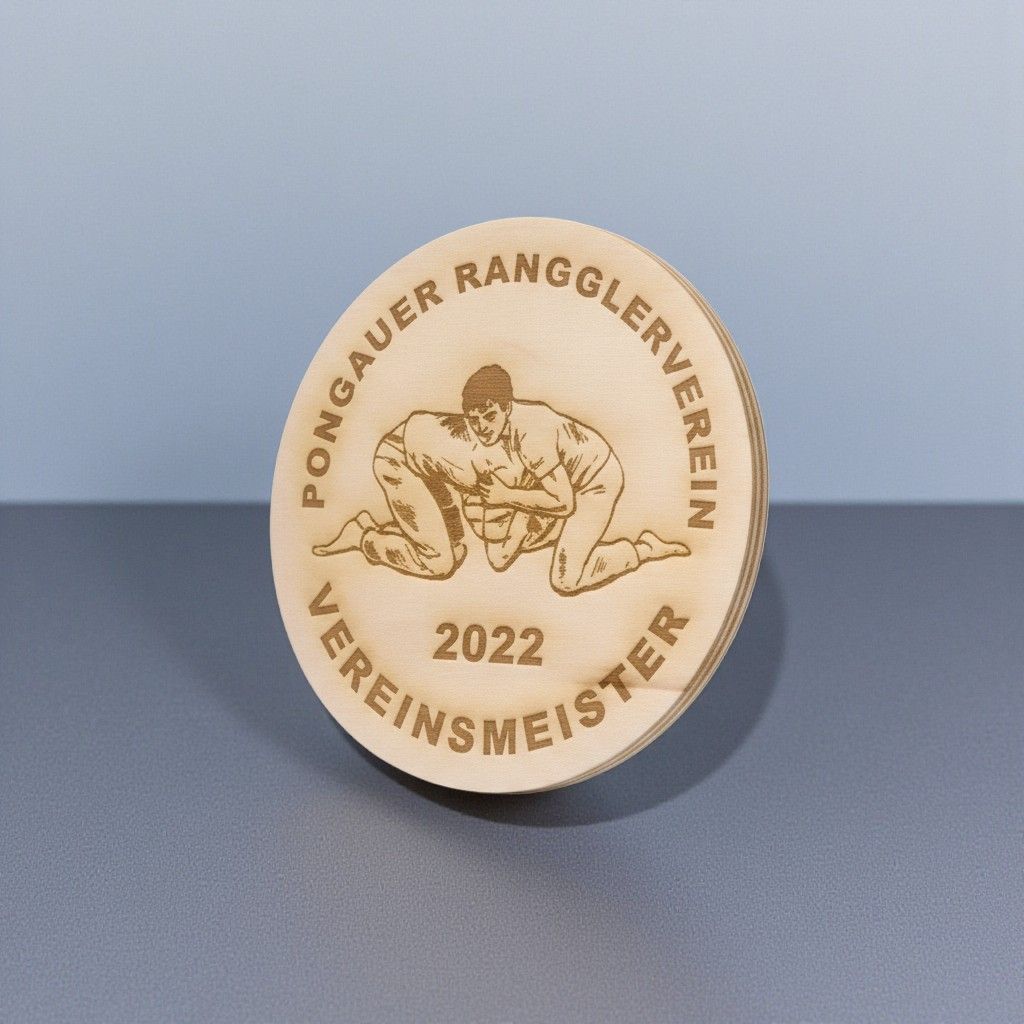 PONGAUER RANGGLERVEREIN
2022
VEREINSMEISTER